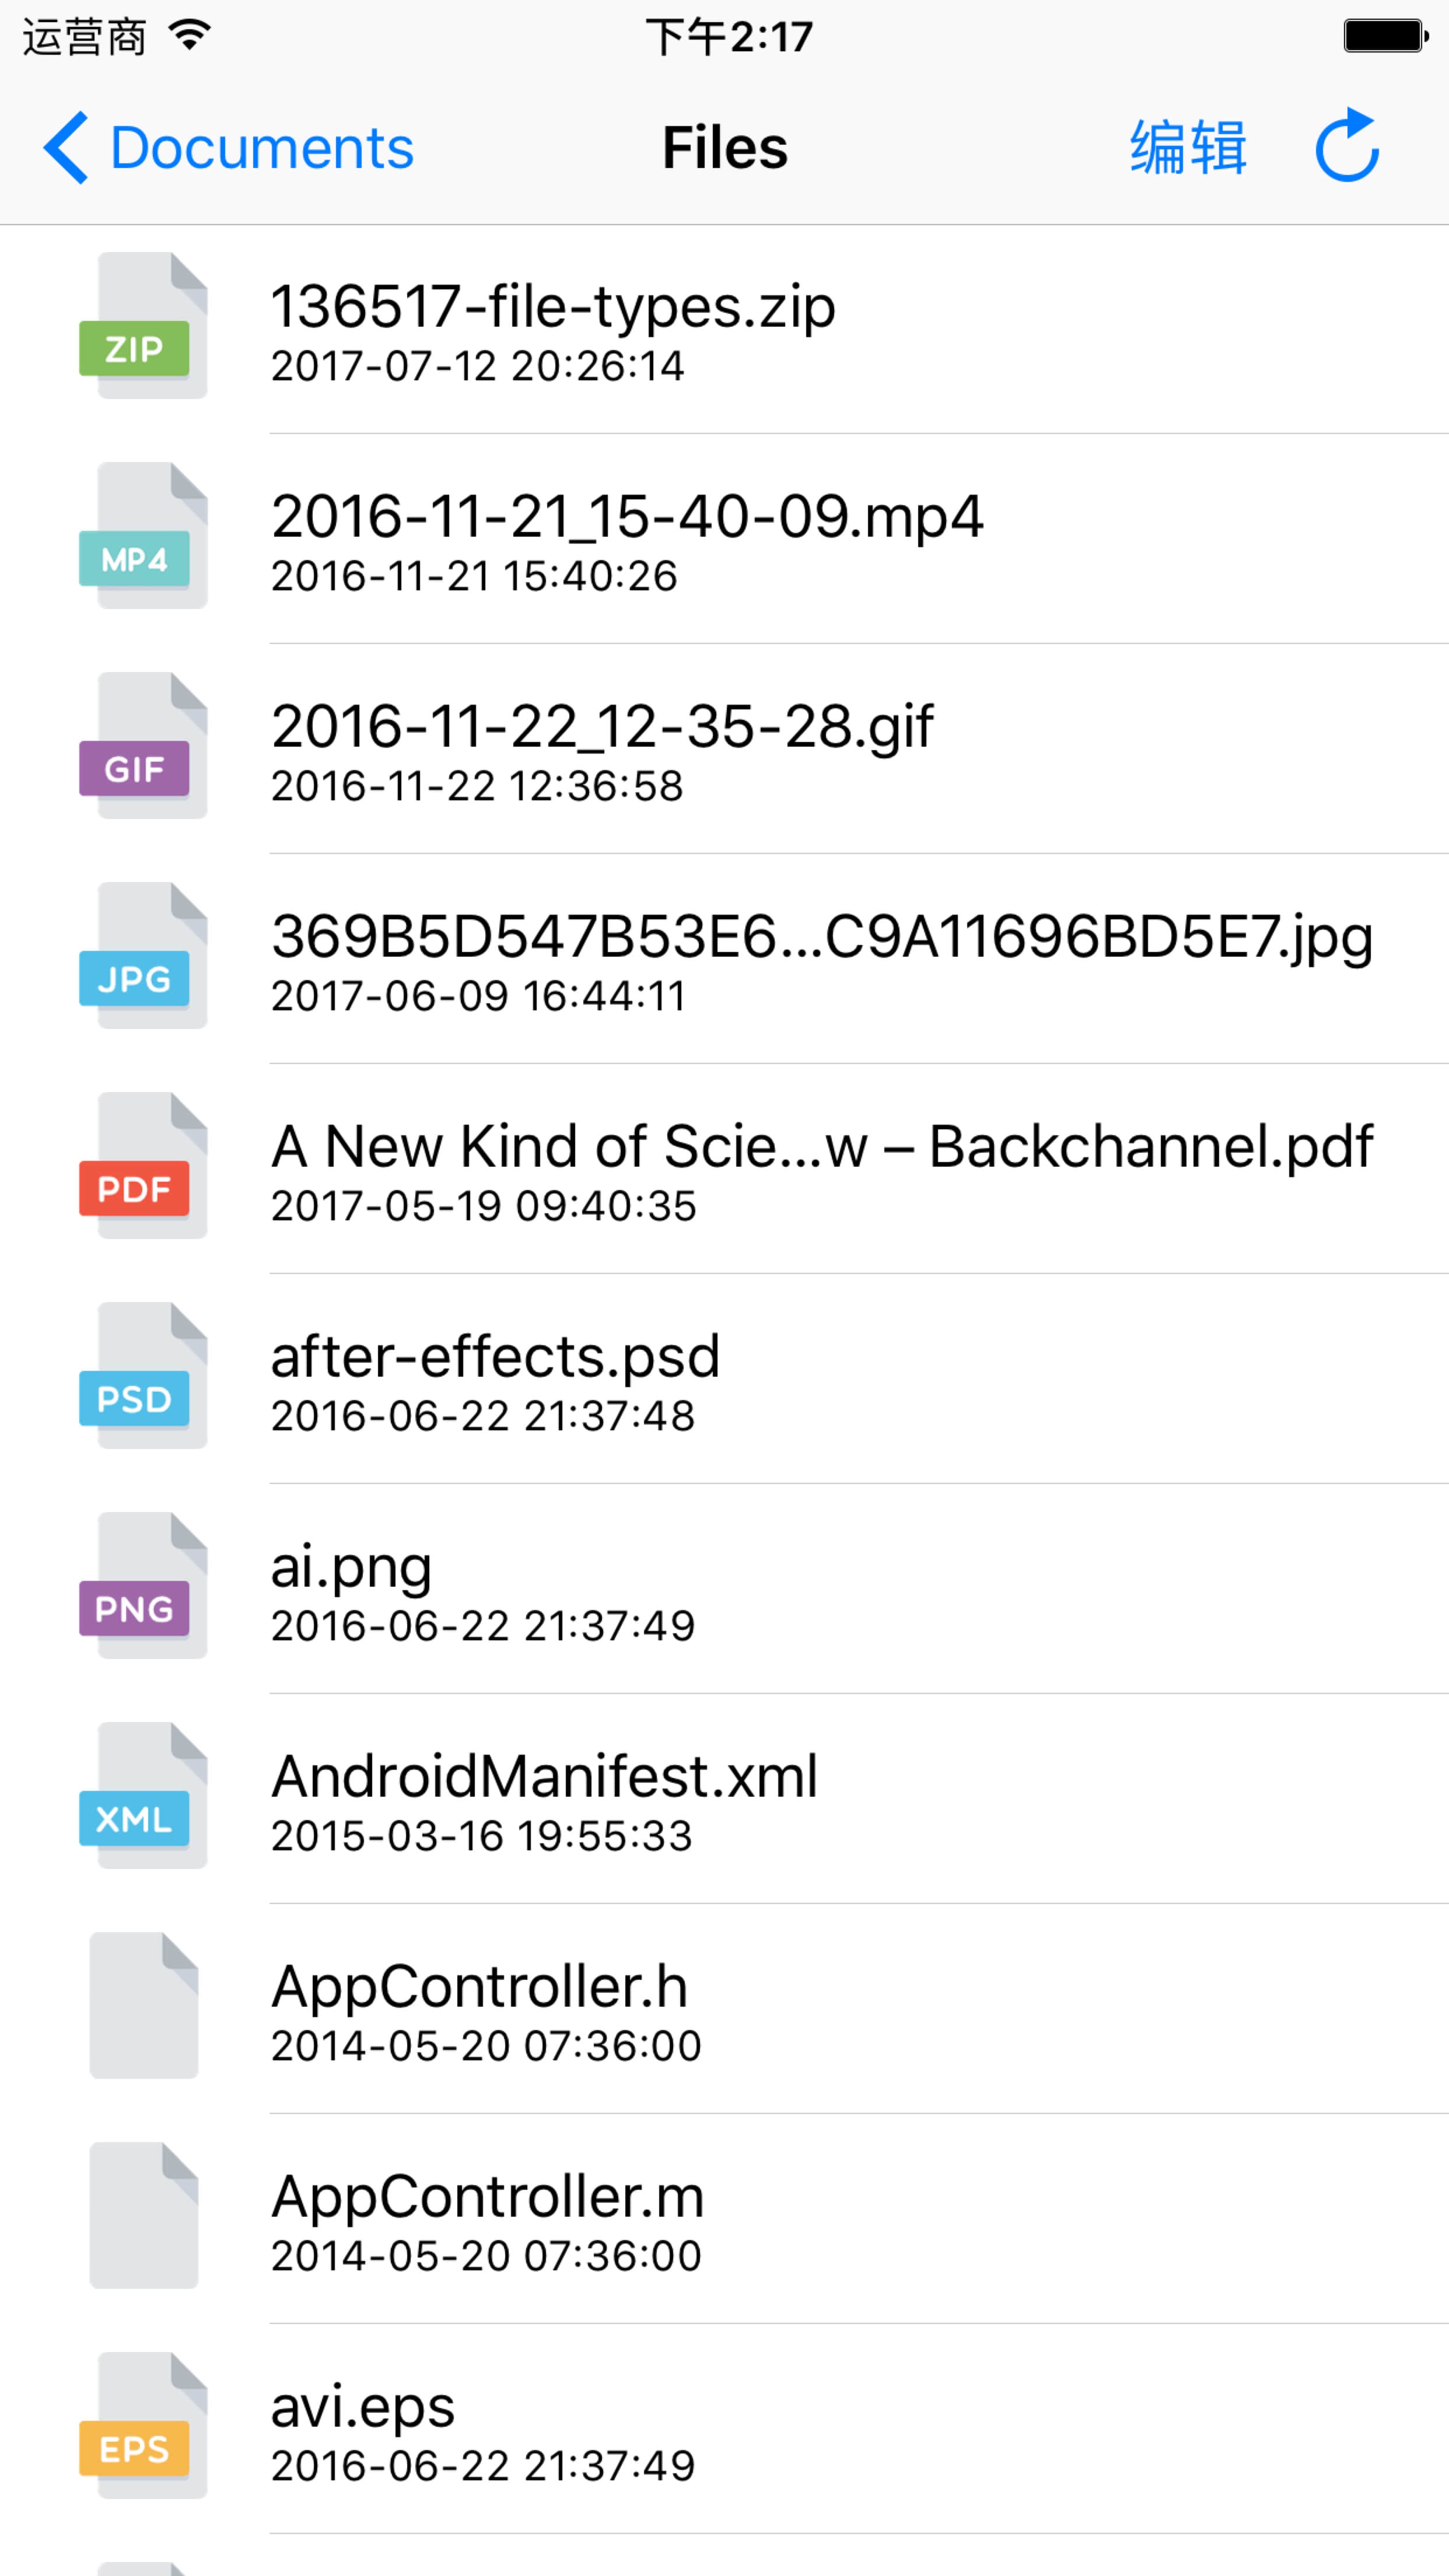 运营商 下午2:17
Documents Files 编辑
136517-file-types.zip
ZIP
2017-07-12 20:26:14
2016-11-21_15-40-09.mp4
MP4
2016-11-21 15:40:26
2016-11-22_12-35-28.gif
GIF
2016-11-22 12:36:58
369B5D547B53E6...C9A11696BD5E7.jpg
JPG
2017-06-09 16:44:11
A New Kind of Scie...w – Backchannel.pdf
PDF
2017-05-19 09:40:35
after-effects.psd
PSD
2016-06-22 21:37:48
ai.png
PNG
2016-06-22 21:37:49
AndroidManifest.xml
XML
2015-03-16 19:55:33
AppController.h
2014-05-20 07:36:00
AppController.m
2014-05-20 07:36:00
avi.eps
EPS
2016-06-22 21:37:49